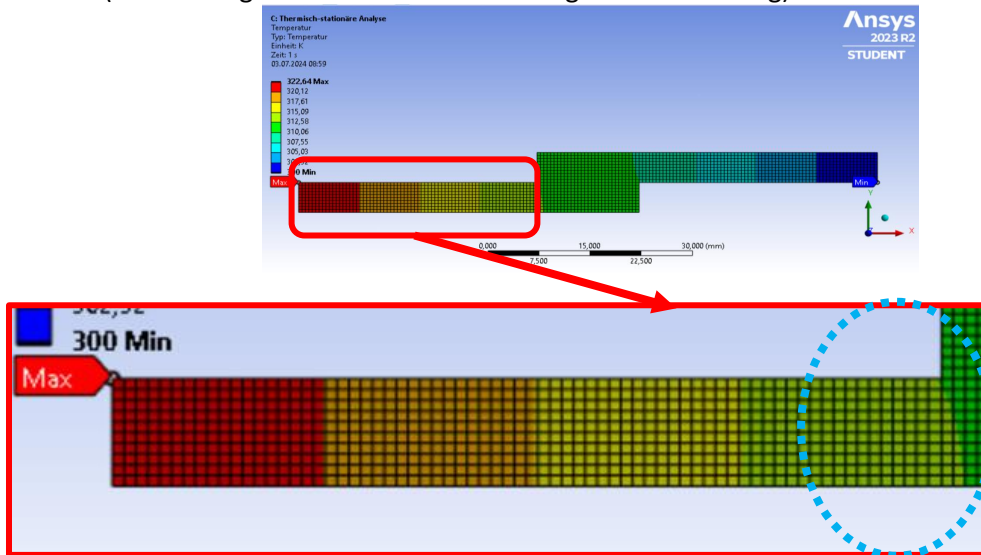 C: Thermisch-stationäre Analyse
Temperatur
Typ: Temperatur
Einheit: K
Zeit: 1 s
03.07.2024 08:59
322,64 Max
320,12
317,61
315,09
312,58
310,06
307,55
305,03
300 Min
Max
Ansys
2023 R2
STUDENT
Min
Y
X
0,000 15,000 30,000 (mm)
7,500 22,500
300 Min
Max